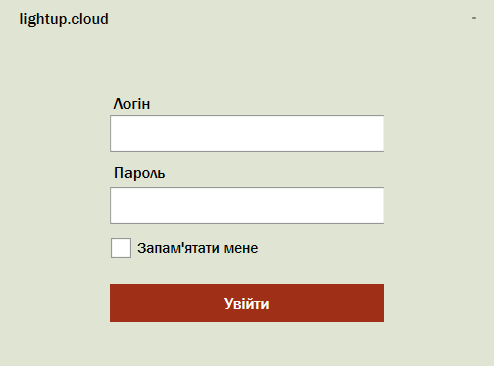 lightup.cloud
-
Логін
Пароль
Запам'ятати мене
Увійти